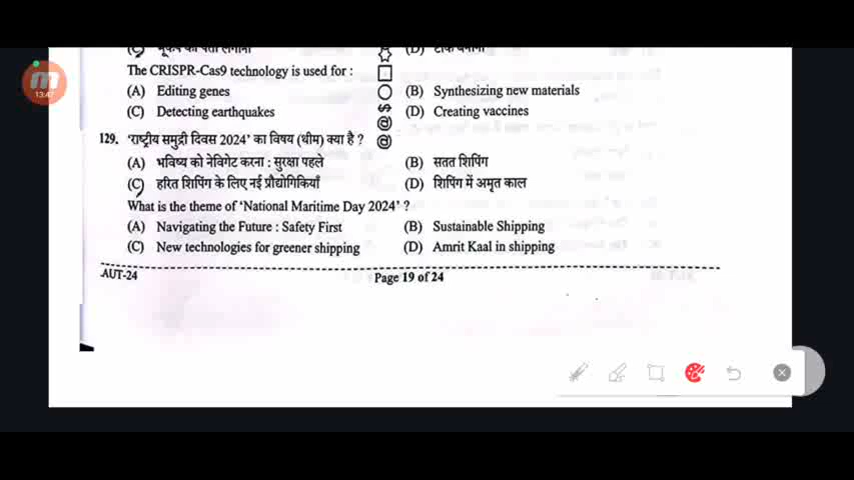 The CRISPR-Cas9 technology is used for :
(A) Editing genes (B) Synthesizing new materials
(C) Detecting earthquakes (D) Creating vaccines
129. 'राष्ट्रीय समुद्री दिवस 2024' का विषय (थीम) क्या है ?
(A) भविष्य को नेविगेट करना : सुरक्षा पहले (B) सतत शिपिंग
(C) हरित शिपिंग के लिए नई प्रौद्योगिकियाँ (D) शिपिंग में अमृत काल
What is the theme of 'National Maritime Day 2024' ?
(A) Navigating the Future : Safety First (B) Sustainable Shipping
(C) New technologies for greener shipping (D) Amrit Kaal in shipping
AUT-24 Page 19 of 24
13:47